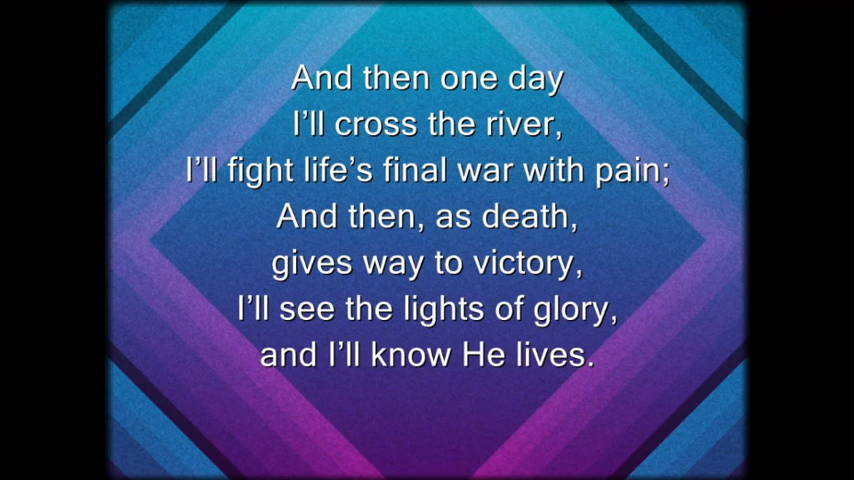 And then one day
I'll cross the river,
I'll fight life's final war with pain;
And then, as death,
gives way to victory,
I'll see the lights of glory,
and I'll know He lives.